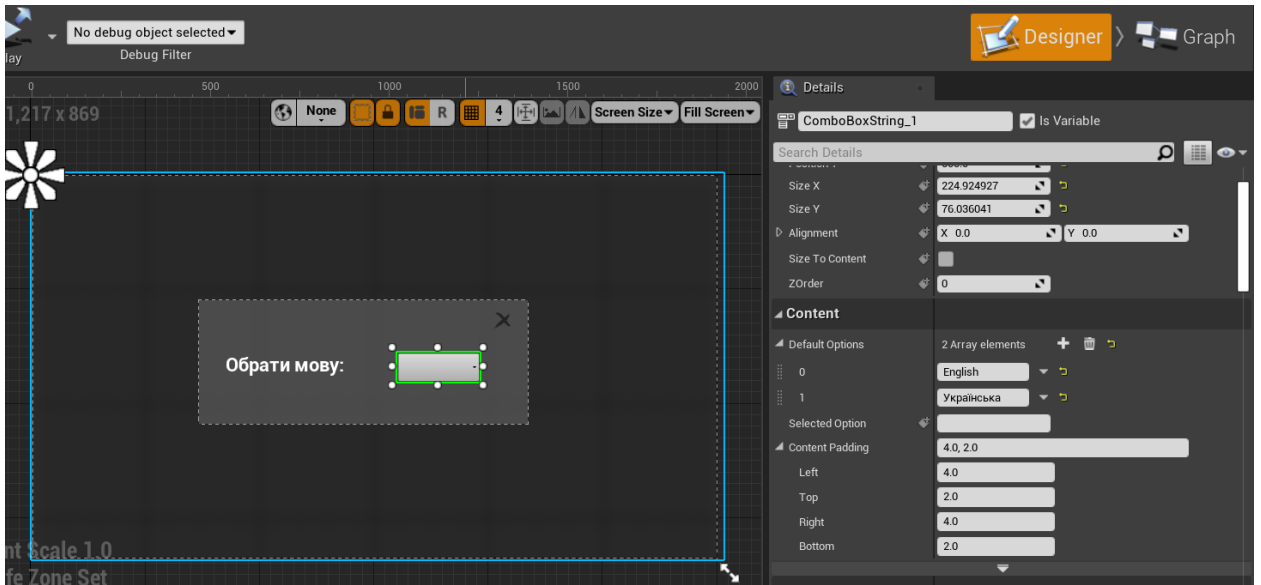 No debug object selected
Debug Filter
lay
Designer
Graph
0 500 1000 1500 2000
1,217 x 869
None
R
4
Screen Size
Fill Screen
Details
ComboBoxString_1
Is Variable
Search Details
Size X 224.924927
Size Y 76.036041
Alignment X 0.0 Y 0.0
Size To Content
ZOrder 0
Content
Default Options 2 Array elements
0 English
1 Українська
Selected Option
Content Padding 4.0, 2.0
Left 4.0
Top 2.0
Right 4.0
Bottom 2.0
Обрати мову:
nt Scale 1.0
fe Zone Set